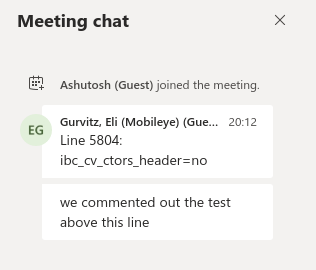 Meeting chat
Ashutosh (Guest) joined the meeting.
EG
Gurvitz, Eli (Mobileye) (Gue... 20:12
Line 5804:
ibc_cv_ctors_header=no
we commented out the test
above this line